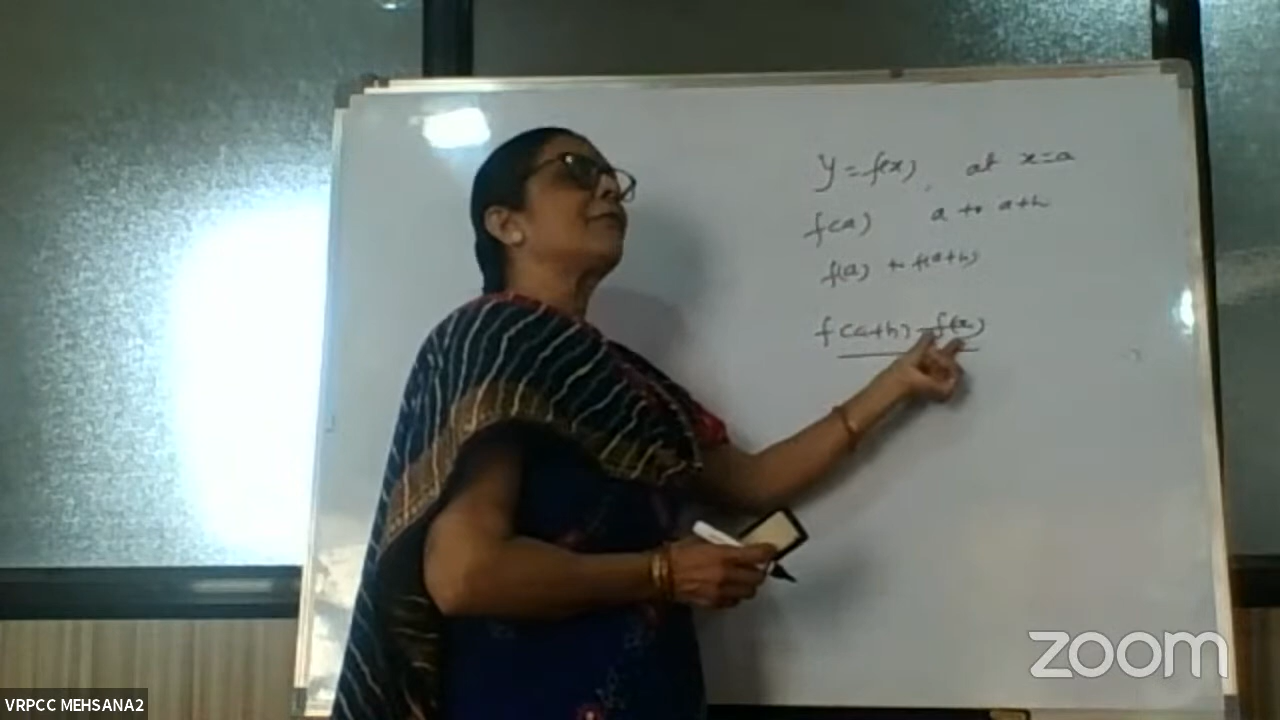 y = f(x), at x=a
f(a) a to a+h
f(a) to f(a+h)
f(a+h) - f(x)
zoom
VRPCC MEHSANA2